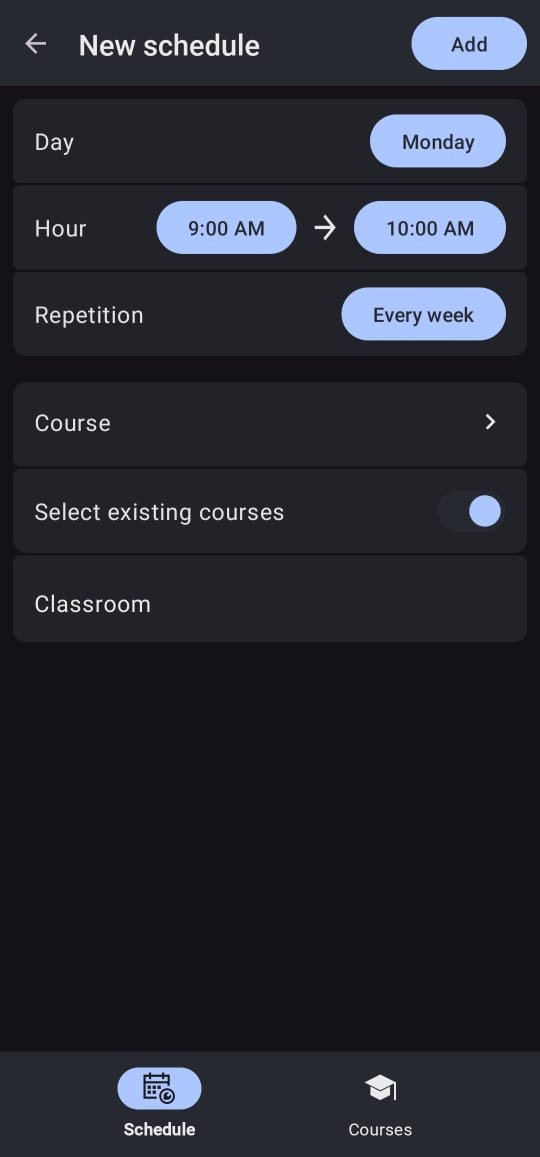 New schedule Add
Day Monday
Hour 9:00 AM 10:00 AM
Repetition Every week
Course
Select existing courses
Classroom
Schedule Courses